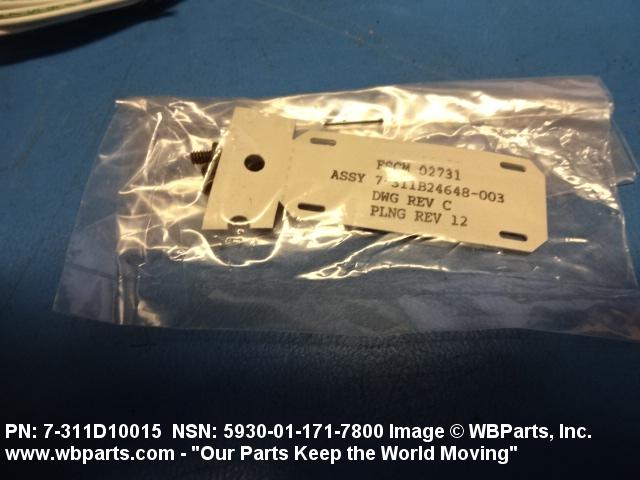 FSCM 02731
ASSY 7-311B24648-003
DWG REV C
PLNG REV 12
PN: 7-311D10015 NSN: 5930-01-171-7800 Image © WBParts, Inc.
www.wbparts.com - "Our Parts Keep the World Moving"